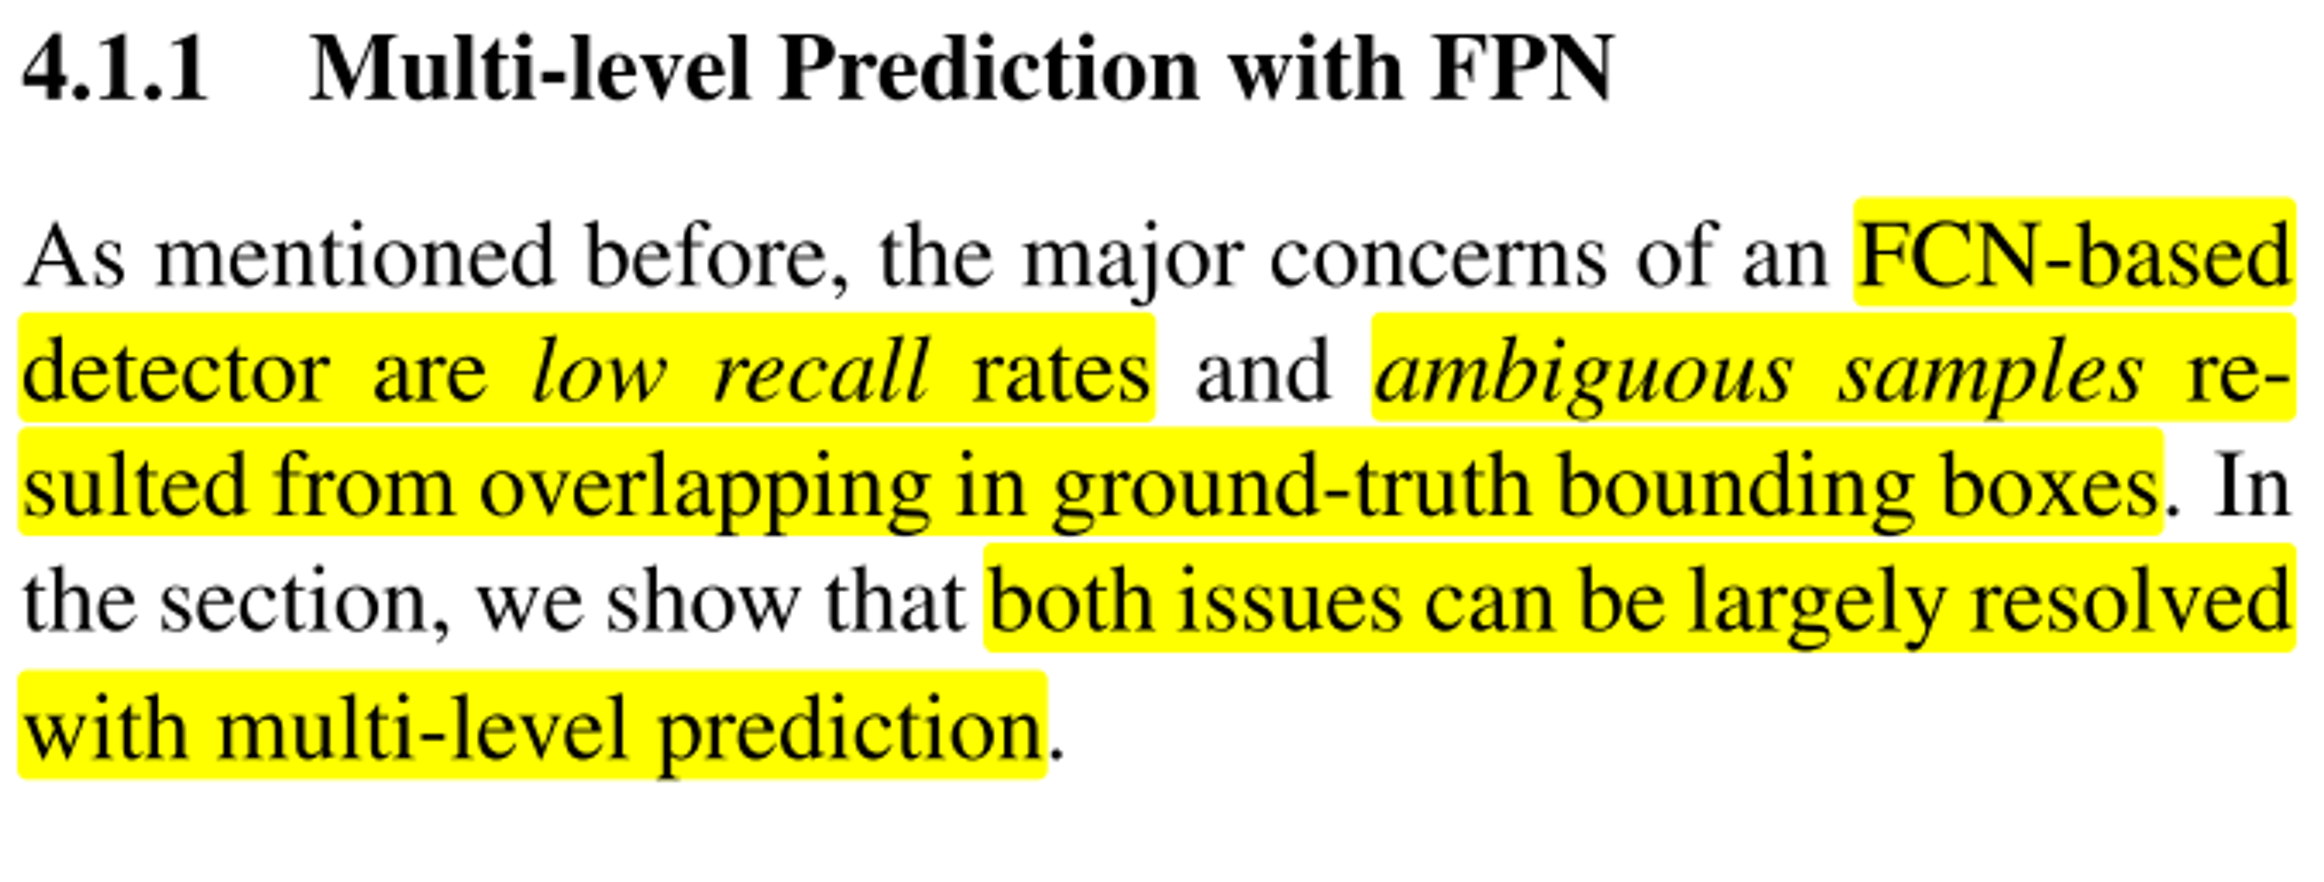 4.1.1 Multi-level Prediction with FPN
As mentioned before, the major concerns of an FCN-based
detector are low recall rates and ambiguous samples re-
sulted from overlapping in ground-truth bounding boxes. In
the section, we show that both issues can be largely resolved
with multi-level prediction.